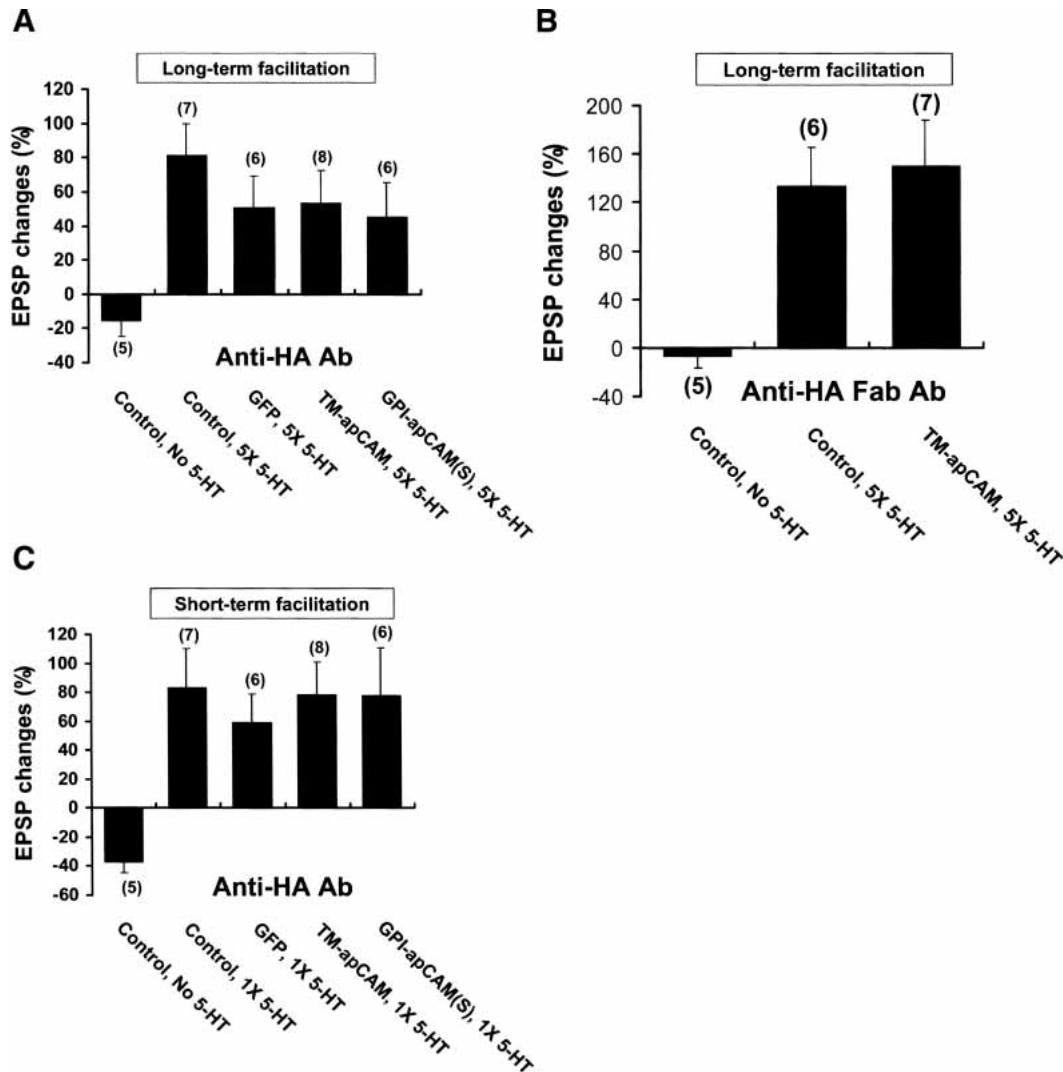 A
Long-term facilitation
EPSP changes (%)
120
100
80
60
40
20
0
-20
-40
(5)
(7)
(6)
(8)
(6)
Anti-HA Ab
Control, No 5-HT
Control, 5X 5-HT
GFP, 5X 5-HT
TM-apCAM, 5X 5-HT
GPI-apCAM(S), 5X 5-HT
B
Long-term facilitation
EPSP changes (%)
200
160
120
80
40
0
-40
(5)
(6)
(7)
Anti-HA Fab Ab
Control, No 5-HT
Control, 5X 5-HT
TM-apCAM, 5X 5-HT
C
Short-term facilitation
EPSP changes (%)
120
100
80
60
40
20
0
-20
-40
-60
(5)
(7)
(6)
(8)
(6)
Anti-HA Ab
Control, No 5-HT
Control, 1X 5-HT
GFP, 1X 5-HT
TM-apCAM, 1X 5-HT
GPI-apCAM(S), 1X 5-HT